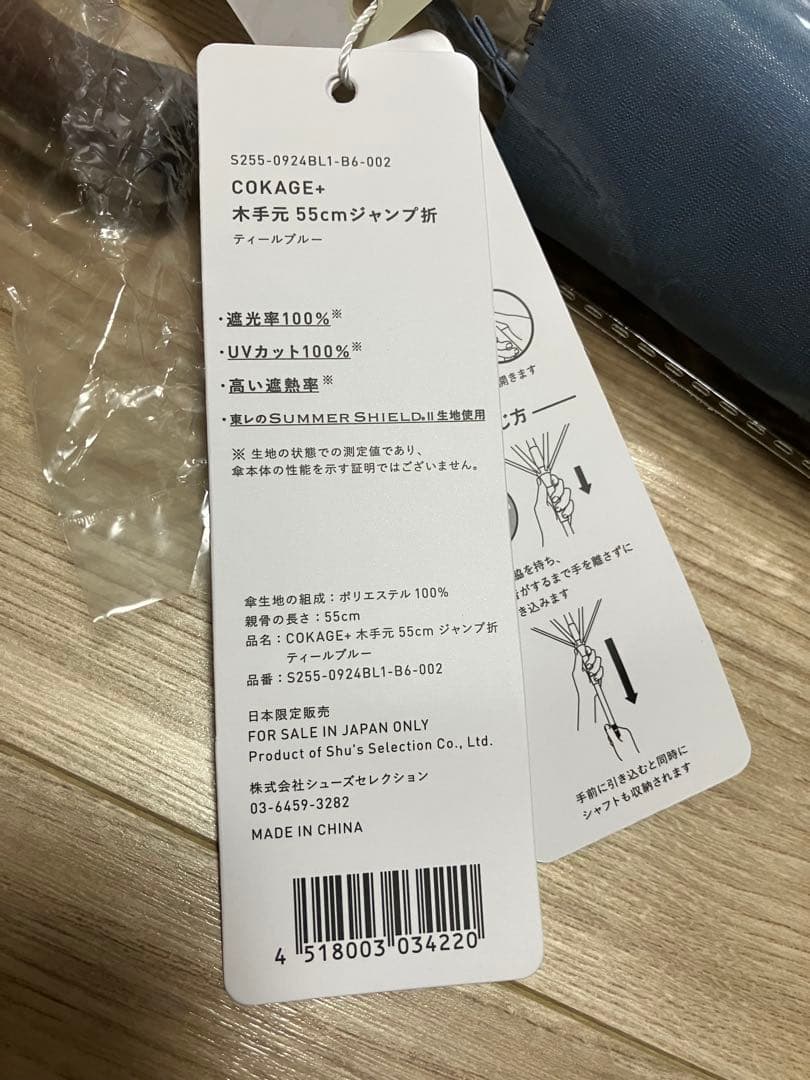 S255-0924BL1-B6-002
COKAGE+
木手元 55cmジャンプ折
ティールブルー
・遮光率100%※
・UVカット100%※
・高い遮熱率※
・東レのSUMMER SHIELD®II生地使用
※ 生地の状態での測定値であり、
傘本体の性能を示す証明ではございません。
傘生地の組成：ポリエステル100%
親骨の長さ：55cm
品名：COKAGE+ 木手元 55cm ジャンプ折
ティールブルー
品番：S255-0924BL1-B6-002
日本限定販売
FOR SALE IN JAPAN ONLY
Product of Shu's Selection Co., Ltd.
株式会社シューズセレクション
03-6459-3282
MADE IN CHINA
4 518003 034220
開きます
じ方
脇を持ち、
がするまで手を離さずに
き込みます
手前に引き込むと同時に
シャフトも収納されます